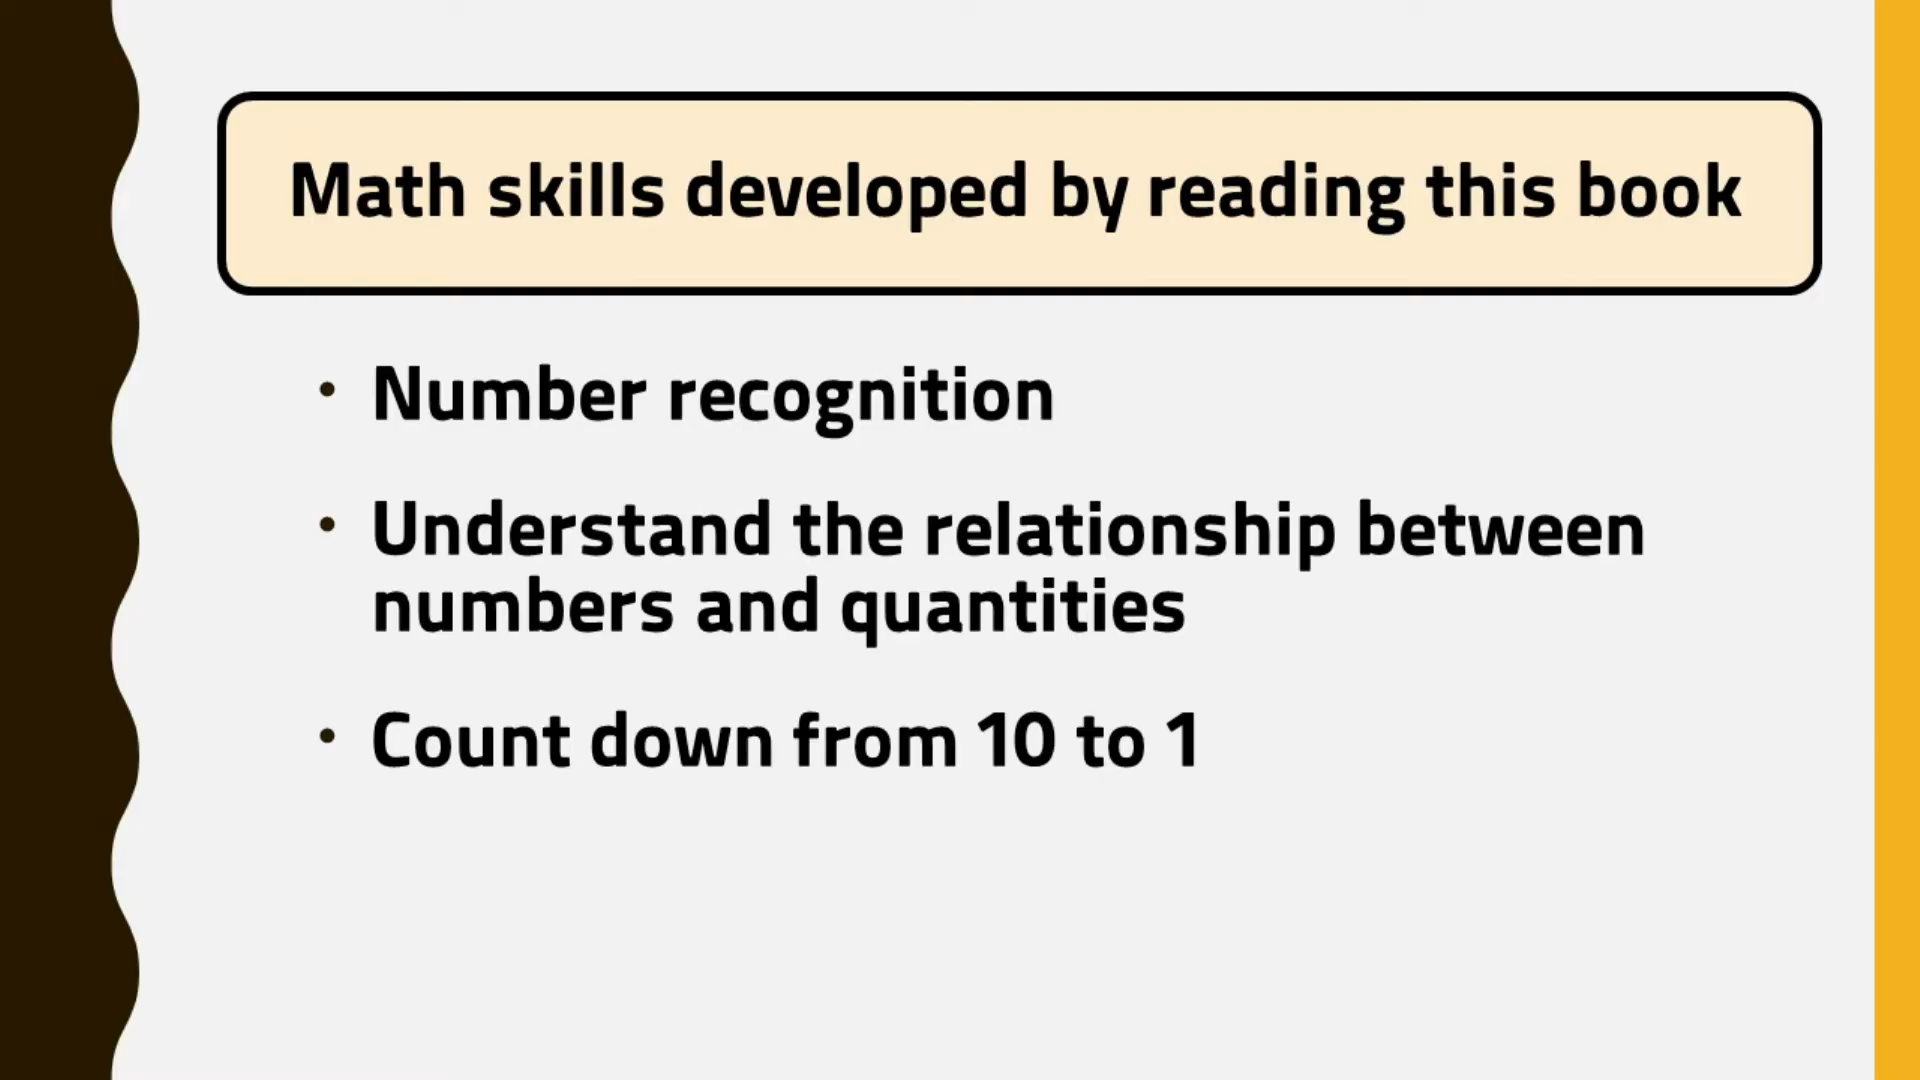 Math skills developed by reading this book
• Number recognition
• Understand the relationship between
numbers and quantities
• Count down from 10 to 1